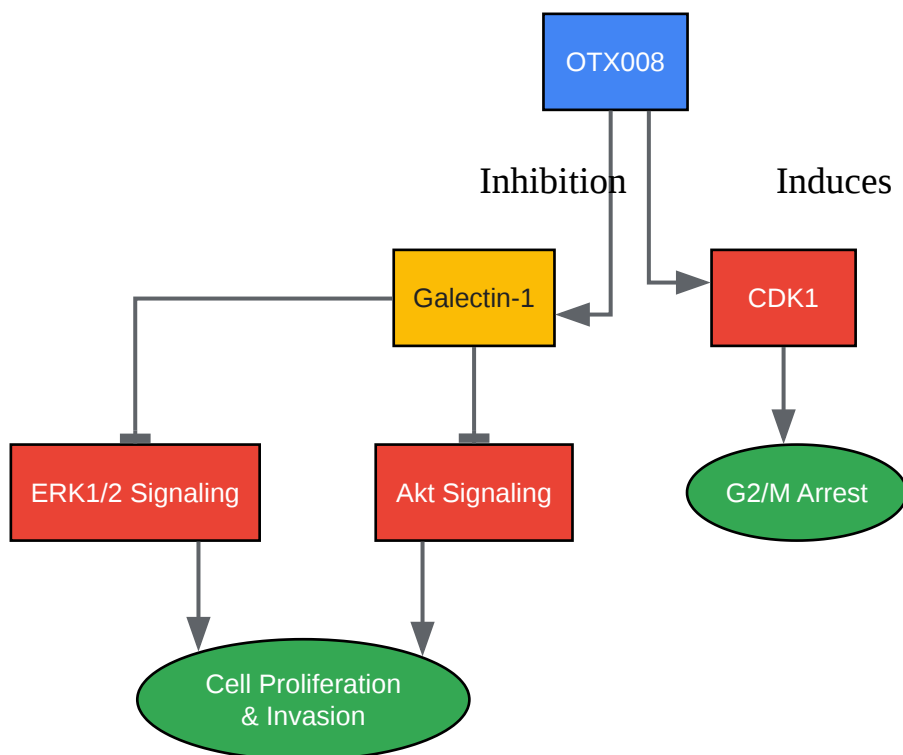 OTX008
Inhibition
Induces
Galectin-1
CDK1
ERK1/2 Signaling
Akt Signaling
G2/M Arrest
Cell Proliferation
& Invasion